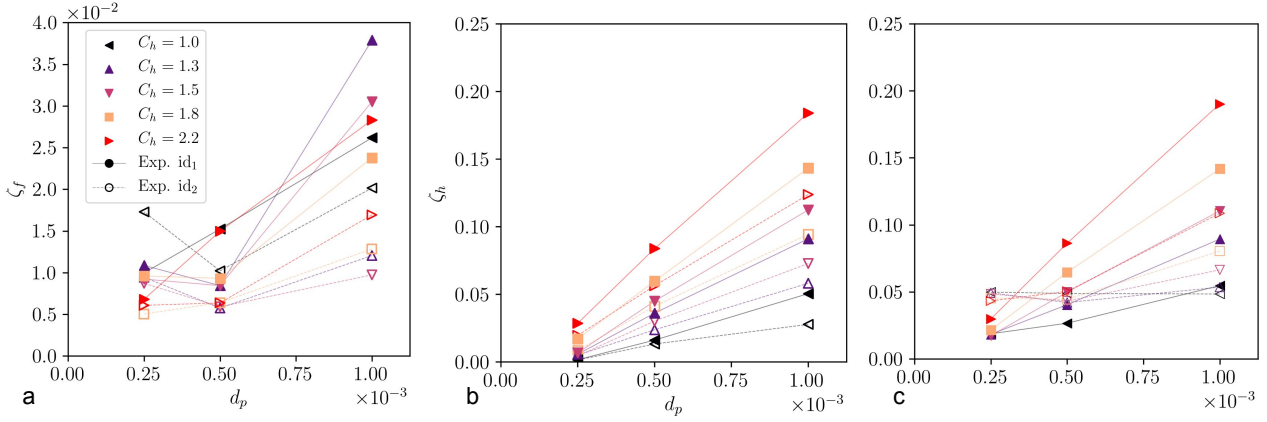 ×10⁻²
4.0
3.5
3.0
2.5
2.0
1.5
1.0
0.5
0.0
ζ_f
C_h = 1.0
C_h = 1.3
C_h = 1.5
C_h = 1.8
C_h = 2.2
Exp. id₁
Exp. id₂
0.00 0.25 0.50 0.75 1.00
×10⁻³
d_p
a
0.25
0.20
0.15
0.10
0.05
0.00
ζ_h
0.00 0.25 0.50 0.75 1.00
×10⁻³
d_p
b
0.25
0.20
0.15
0.10
0.05
0.00
0.00 0.25 0.50 0.75 1.00
×10⁻³
c